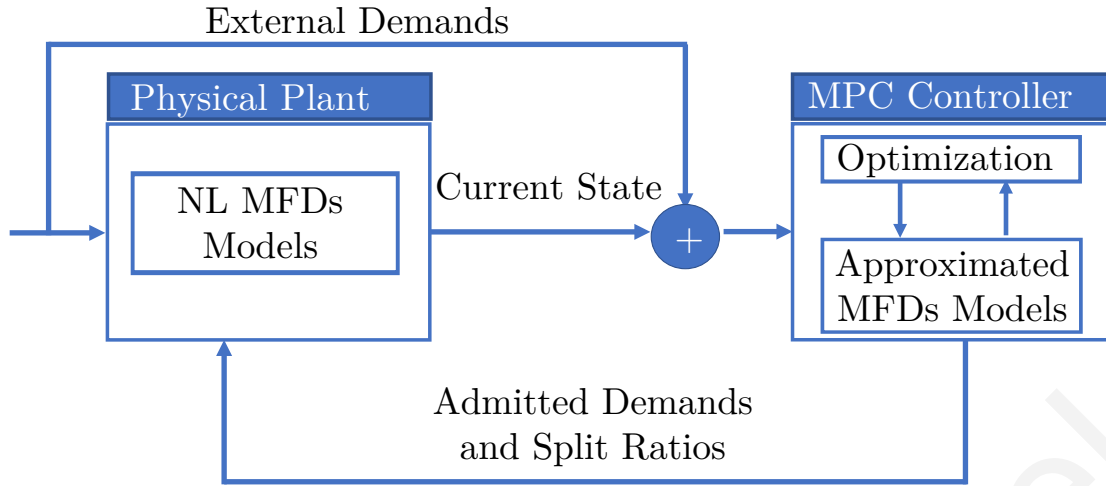 External Demands
Physical Plant
MPC Controller
NL MFDs
Models
Current State
+
Optimization
Approximated
MFDs Models
Admitted Demands
and Split Ratios